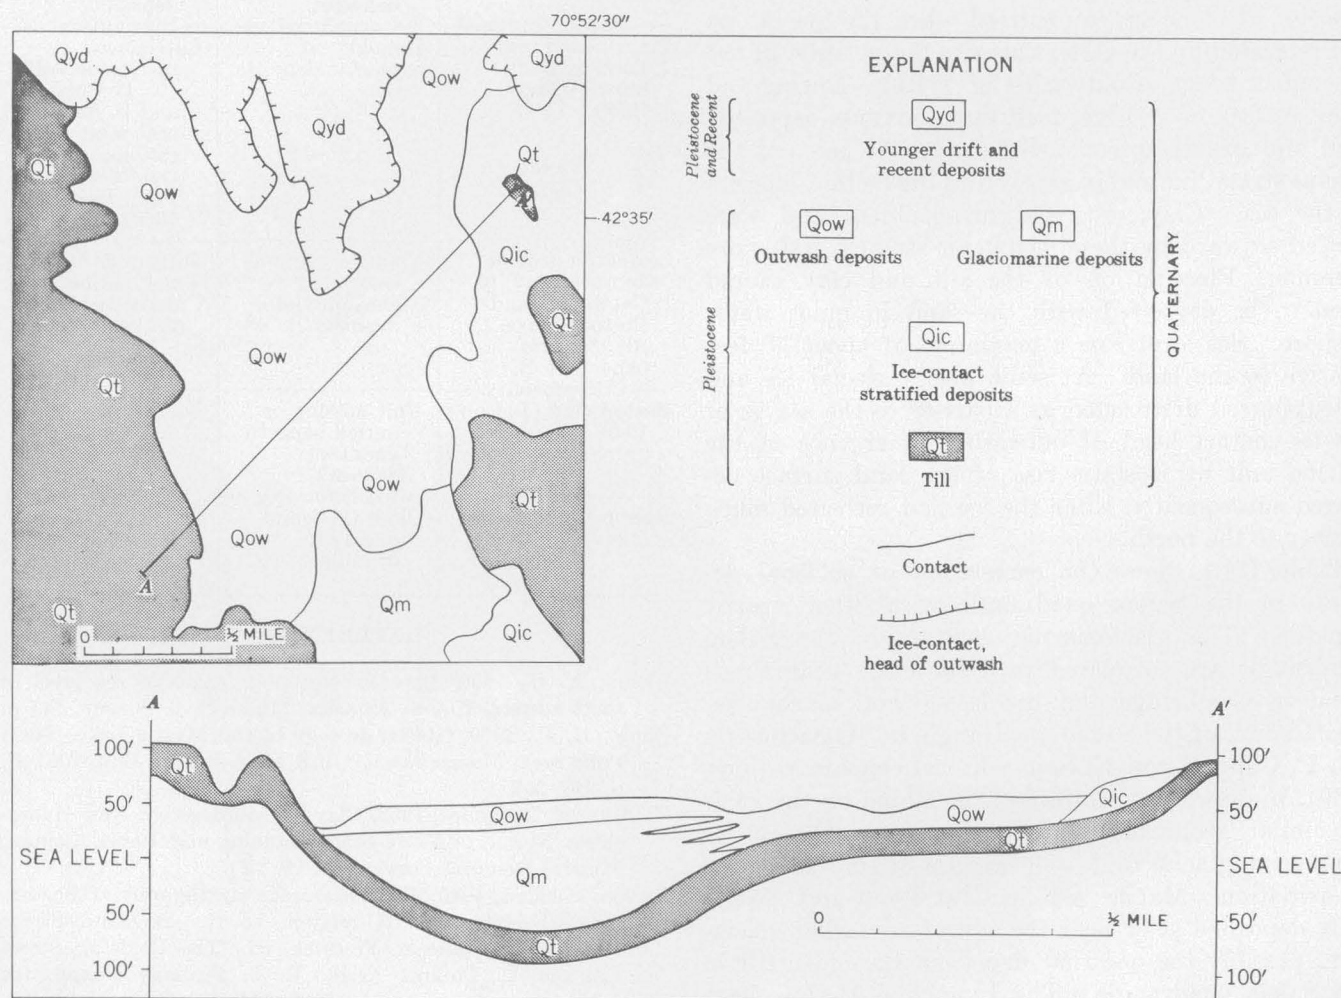 70°52'30"
Qyd
Qow
Qyd
Qyd
Qt
Qt
Qow
A'
42°35'
Qic
Qow
Qt
Qt
Qow
Qt
Qow
A
Qm
Qt
Qic
0 ½ MILE
EXPLANATION
Pleistocene
and Recent
Qyd
Younger drift and
recent deposits
Qow
Outwash deposits
Qm
Glaciomarine deposits
Pleistocene
QUATERNARY
Qic
Ice-contact
stratified deposits
Qt
Till
Contact
Ice-contact,
head of outwash
A
A'
100'
Qt
50'
SEA LEVEL
50'
100'
Qow
Qm
Qt
Qow
Qic
Qt
100'
50'
SEA LEVEL
50'
100'
0 ½ MILE